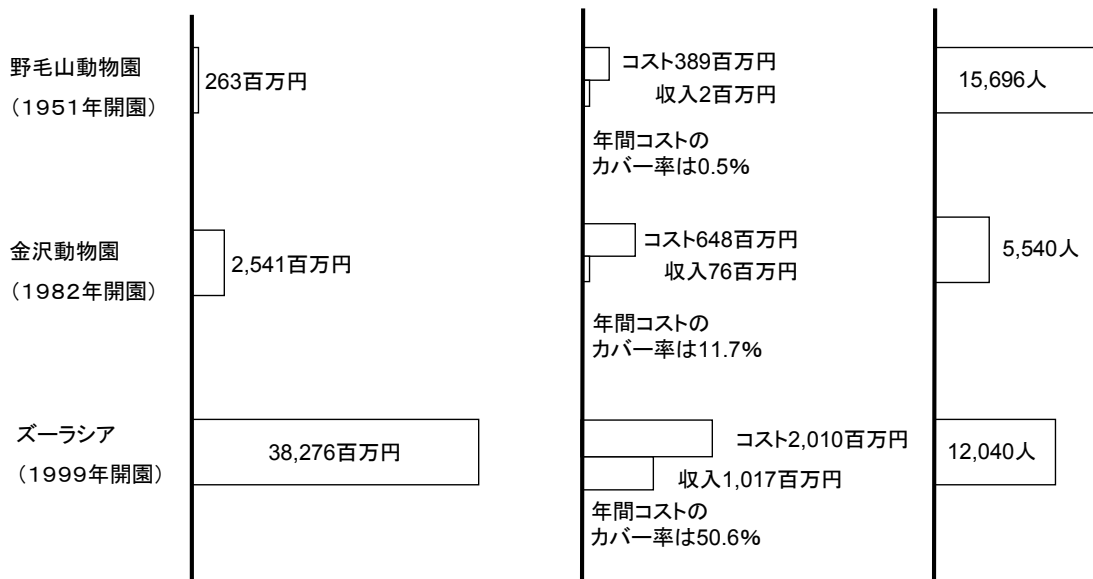 野毛山動物園
（1951年開園）
263百万円
コスト389百万円
収入2百万円
年間コストの
カバー率は0.5%
15,696人
金沢動物園
（1982年開園）
2,541百万円
コスト648百万円
収入76百万円
年間コストの
カバー率は11.7%
5,540人
ズーラシア
（1999年開園）
38,276百万円
コスト2,010百万円
収入1,017百万円
年間コストの
カバー率は50.6%
12,040人